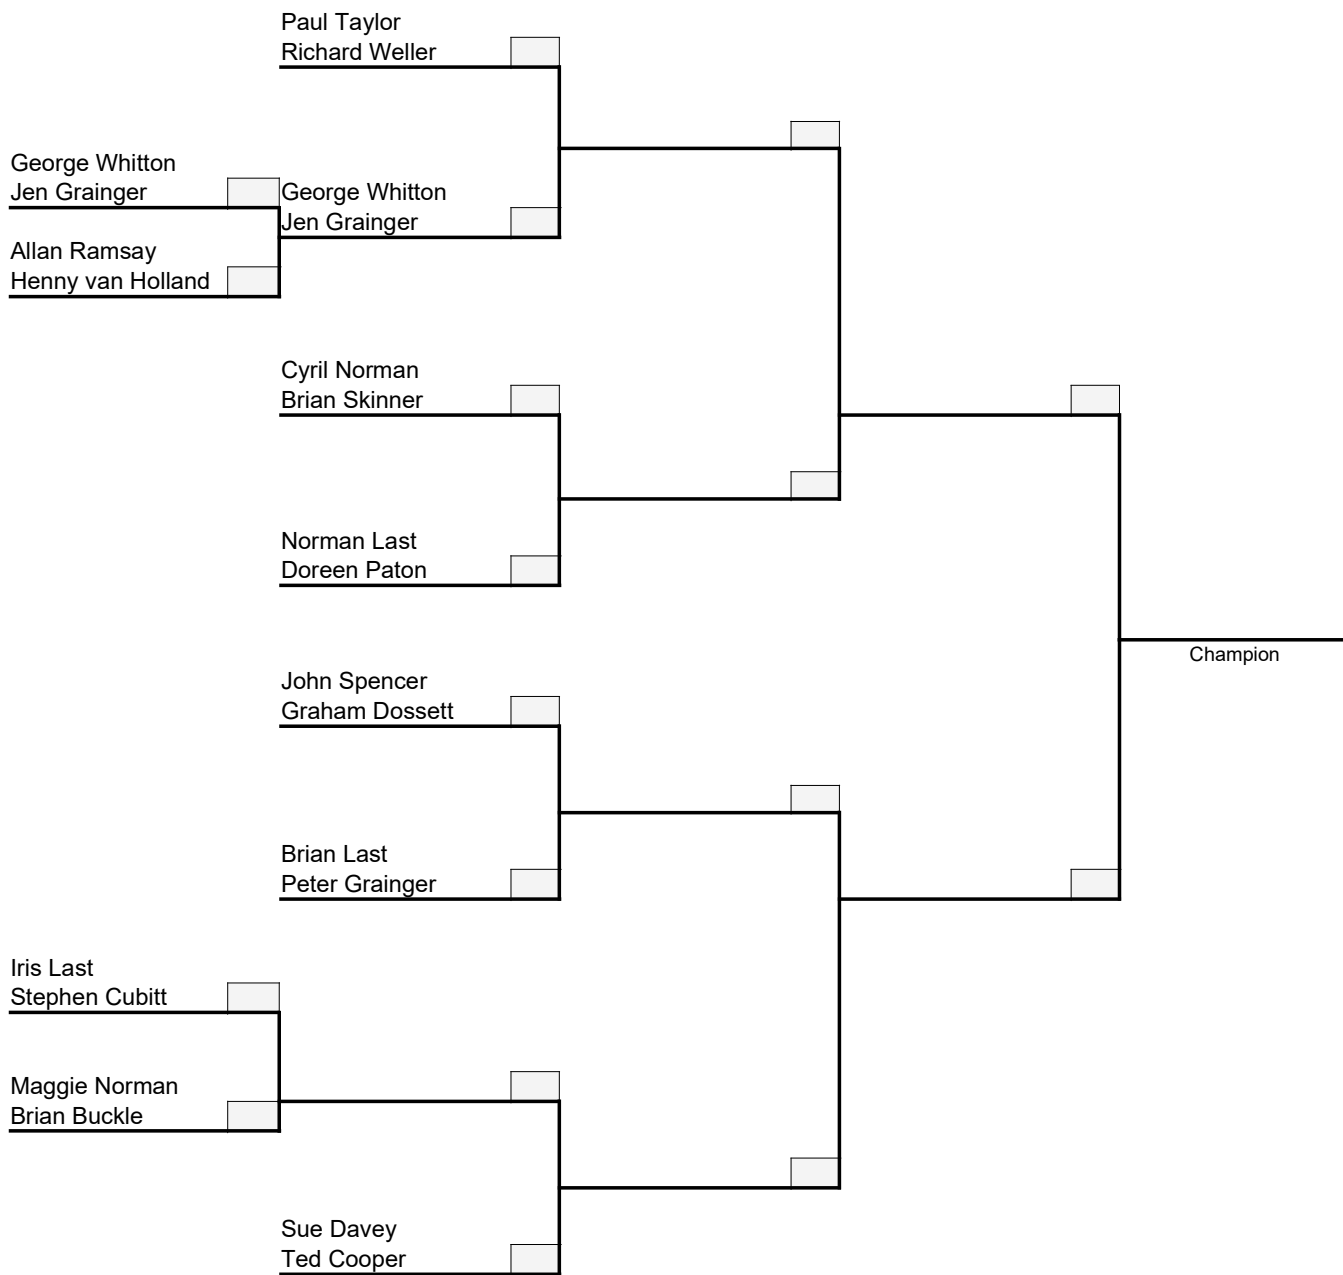 Paul Taylor
Richard Weller
George Whitton
Jen Grainger
George Whitton
Jen Grainger
Allan Ramsay
Henny van Holland
Cyril Norman
Brian Skinner
Norman Last
Doreen Paton
Champion
John Spencer
Graham Dossett
Brian Last
Peter Grainger
Iris Last
Stephen Cubitt
Maggie Norman
Brian Buckle
Sue Davey
Ted Cooper